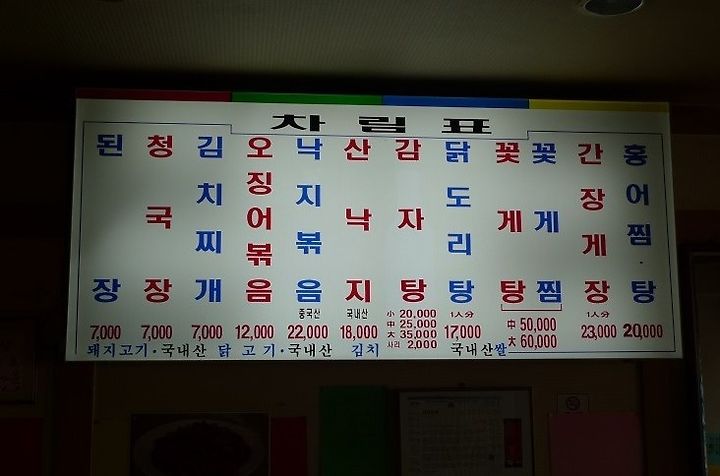 차림표
된장
7,000
청국장
7,000
김치찌개
7,000
오징어볶음
12,000
낙지볶음
중국산
22,000
산낙지
국내산
18,000
감자탕
小 20,000
中 25,000
大 35,000
사리 2,000
닭도리탕
1人分
17,000
꽃게탕
꽃게찜
中 50,000
大 60,000
간장게장
1人分
23,000
홍어찜.탕
20,000
돼지고기·국내산 닭고기·국내산 김치 국내산쌀